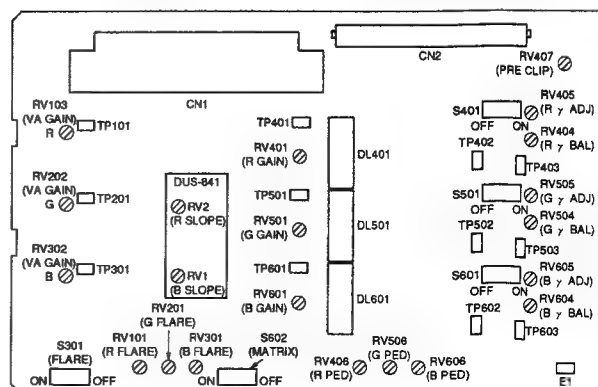 CN2
RV407
(PRE CLIP)
CN1
RV103
(VA GAIN)
R
TP101
TP401
RV401
(R GAIN)
DL401
S401
OFF
ON
RV405
(R γ ADJ)
RV404
(R γ BAL)
TP402
TP403
RV202
(VA GAIN)
G
TP201
DUS-841
RV2
(R SLOPE)
RV1
(B SLOPE)
TP501
RV501
(G GAIN)
DL501
S501
OFF
ON
RV505
(G γ ADJ)
RV504
(G γ BAL)
TP502
TP503
RV302
(VA GAIN)
B
TP301
TP601
RV601
(B GAIN)
DL601
S601
OFF
ON
RV605
(B γ ADJ)
RV604
(B γ BAL)
TP602
TP603
S301
(FLARE)
ON
OFF
RV101
(R FLARE)
RV201
(G FLARE)
RV301
(B FLARE)
S602
(MATRIX)
ON
OFF
RV406
(R PED)
RV506
(G PED)
RV606
(B PED)
E1